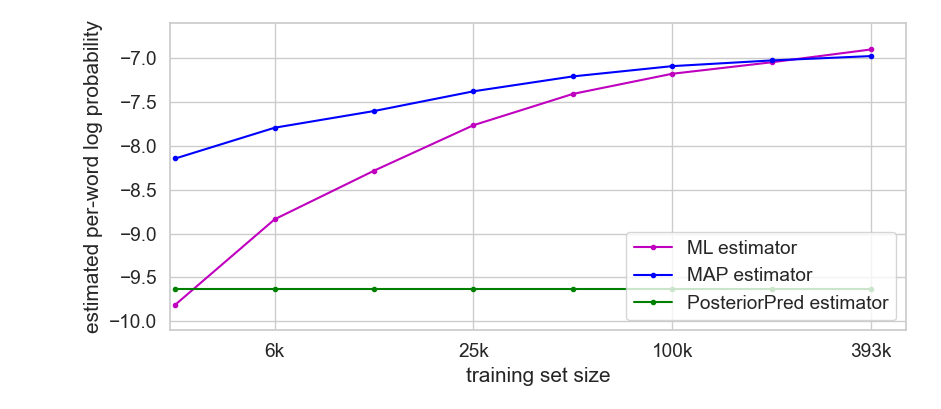 estimated per-word log probability
−7.0
−7.5
−8.0
−8.5
−9.0
−9.5
−10.0
ML estimator
MAP estimator
PosteriorPred estimator
6k
25k
100k
393k
training set size